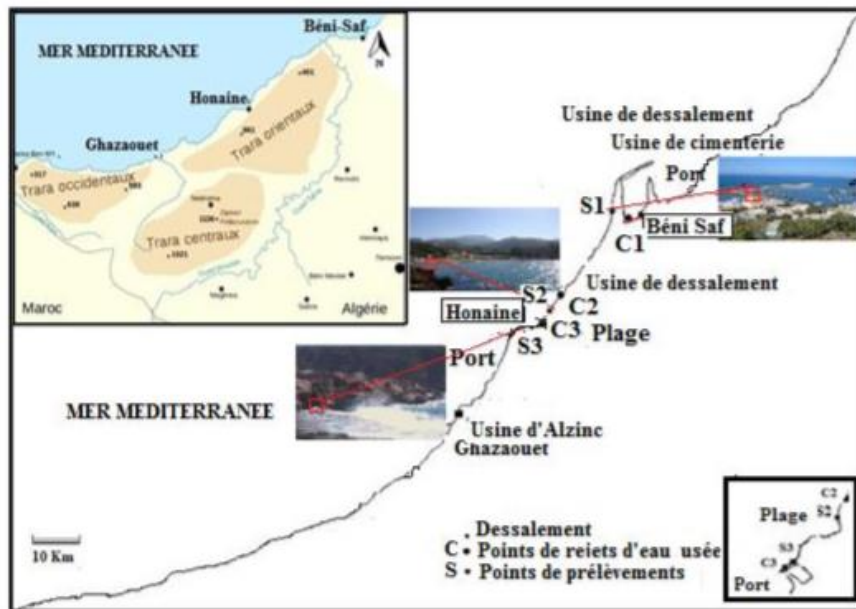 Béni-Saf
MER MEDITERRANEE
N
Honaine
Ghazaouet
Trara orientaux
Trara occidentaux
Trara centraux
Maroc
Algérie
Usine de dessalement
Usine de cimenterie
Port
S1
C1
Béni Saf
S2
Usine de dessalement
C2
Honaine
C3
Plage
S3
Port
MER MEDITERRANEE
Usine d'Alzinc
Gnazaouet
10 Km
. Dessalement
C • Points de reiets d'eau usée
S • Points de prélèvements
C2
S2
Plage
S3
C3
Port